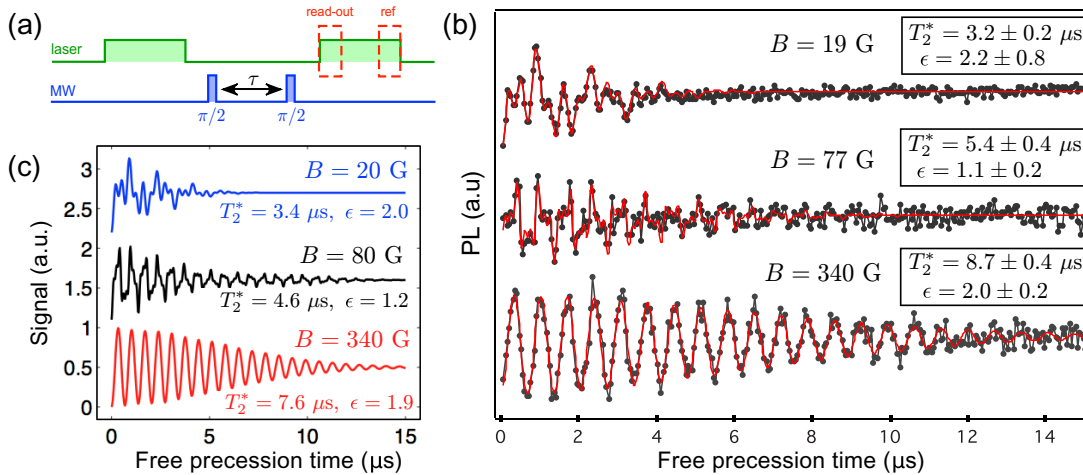 (a)
read-out
ref
laser
τ
MW
π/2
π/2
(b)
B = 19 G
T₂* = 3.2 ± 0.2 μs
ϵ = 2.2 ± 0.8
B = 77 G
T₂* = 5.4 ± 0.4 μs
ϵ = 1.1 ± 0.2
B = 340 G
T₂* = 8.7 ± 0.4 μs
ϵ = 2.0 ± 0.2
PL (a.u)
0 2 4 6 8 10 12 14
Free precession time (μs)
(c)
B = 20 G
T₂* = 3.4 μs, ϵ = 2.0
B = 80 G
T₂* = 4.6 μs, ϵ = 1.2
B = 340 G
T₂* = 7.6 μs, ϵ = 1.9
Signal (a.u.)
3
2
1
2
1
1
0.5
0
0 5 10 15
Free precession time (μs)